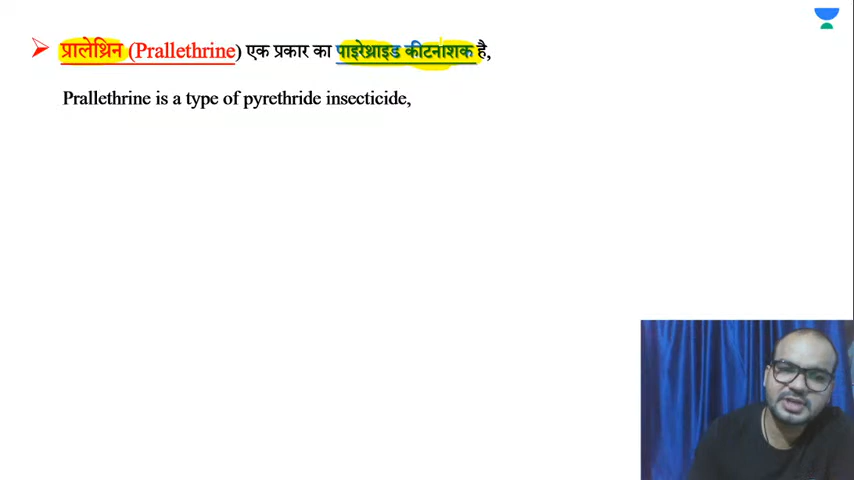 प्रालेथ्रिन (Prallethrine) एक प्रकार का पाइरेथ्राइड कीटनाशक है,
Prallethrine is a type of pyrethride insecticide,